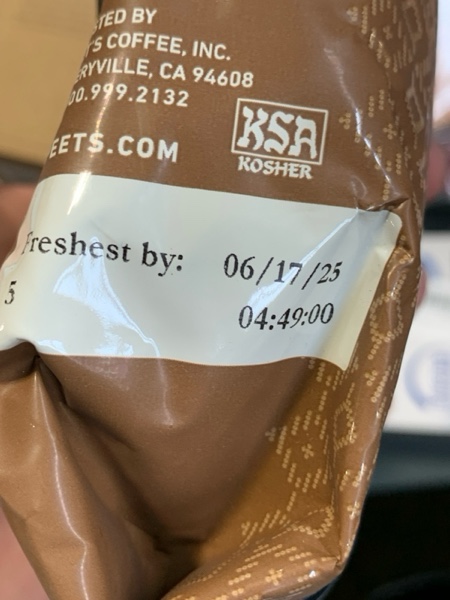 TED BY
T'S COFFEE, INC.
ERYVILLE, CA 94608
00.999.2132
EETS.COM
KSA
KOSHER
Freshest by: 06/17/25
5 04:49:00